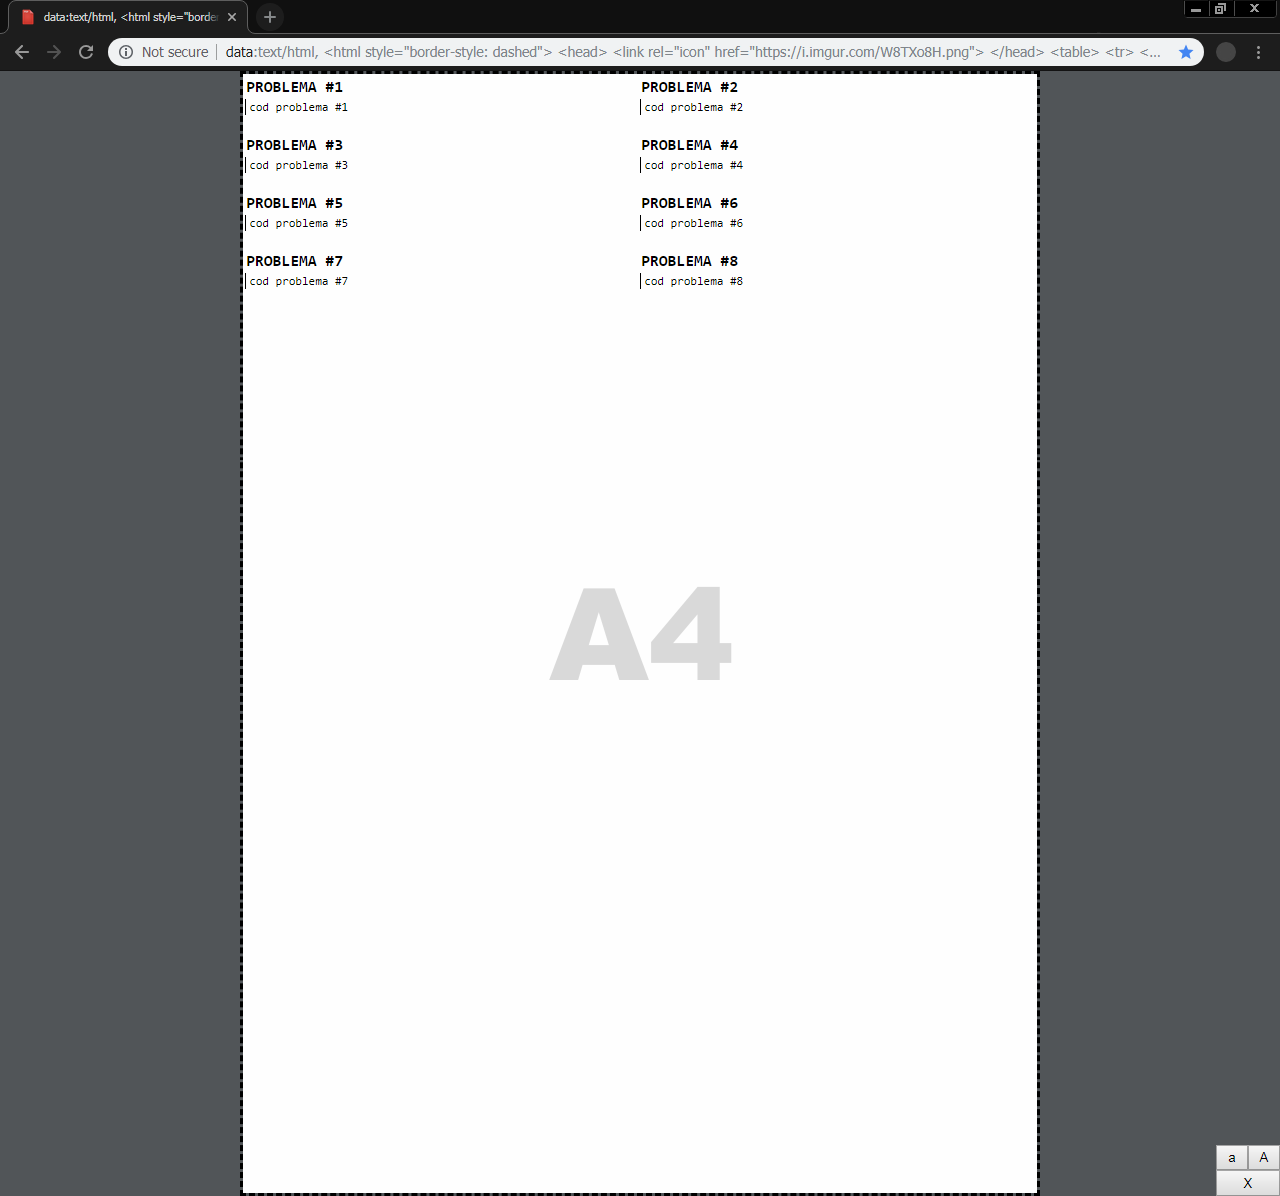 data:text/html, <html style="border
Not secure | data:text/html, <html style="border-style: dashed"> <head> <link rel="icon" href="https://i.imgur.com/W8TXo8H.png"> </head> <table> <tr> <...
PROBLEMA #1 PROBLEMA #2
cod problema #1 cod problema #2
PROBLEMA #3 PROBLEMA #4
cod problema #3 cod problema #4
PROBLEMA #5 PROBLEMA #6
cod problema #5 cod problema #6
PROBLEMA #7 PROBLEMA #8
cod problema #7 cod problema #8
A4
a A
X